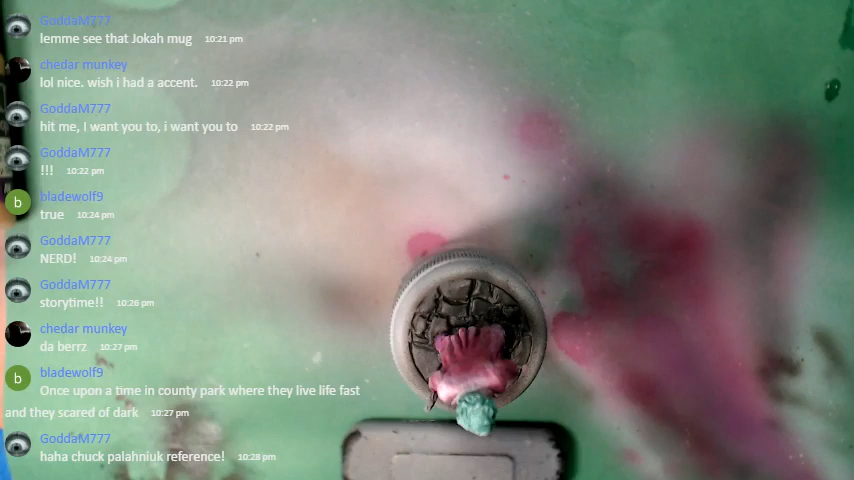 GoddaM777
lemme see that Jokah mug 10:21 pm
chedar munkey
lol nice. wish i had a accent. 10:22 pm
GoddaM777
hit me, I want you to, i want you to 10:22 pm
GoddaM777
!!! 10:22 pm
b bladewolf9
true 10:24 pm
GoddaM777
NERD! 10:24 pm
GoddaM777
storytime!! 10:26 pm
chedar munkey
da berrz 10:27 pm
b bladewolf9
Once upon a time in county park where they live life fast
and they scared of dark 10:27 pm
GoddaM777
haha chuck palahniuk reference! 10:28 pm